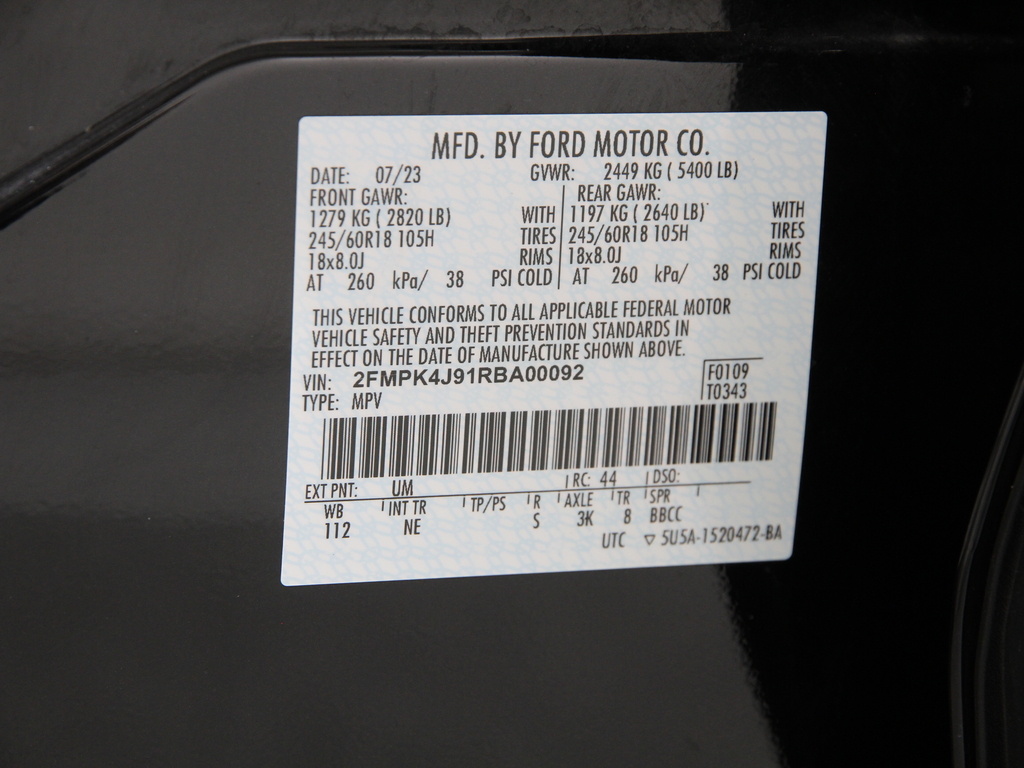 MFD. BY FORD MOTOR CO.
DATE: 07/23 GVWR: 2449 KG ( 5400 LB)
FRONT GAWR: REAR GAWR:
1279 KG ( 2820 LB) WITH 1197 KG ( 2640 LB) WITH
245/60R18 105H TIRES 245/60R18 105H TIRES
18x8.0J RIMS 18x8.0J RIMS
AT 260 kPa/ 38 PSI COLD AT 260 kPa/ 38 PSI COLD
THIS VEHICLE CONFORMS TO ALL APPLICABLE FEDERAL MOTOR
VEHICLE SAFETY AND THEFT PREVENTION STANDARDS IN
EFFECT ON THE DATE OF MANUFACTURE SHOWN ABOVE.
VIN: 2FMPK4J91RBA00092 F0109
TYPE: MPV T0343
EXT PNT: UM RC: 44 DSO:
WB INT TR TP/PS R AXLE TR SPR
112 NE S 3K 8 BBCC
UTC ▽ 5U5A-1520472-BA